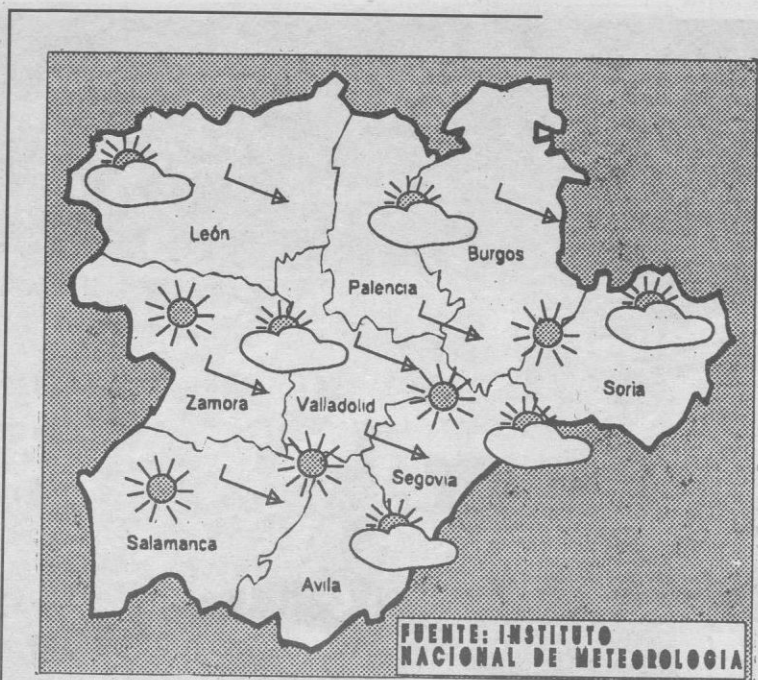 León
Burgos
Palencia
Soria
Zamora
Valladolid
Segovia
Salamanca
Avila
FUENTE: INSTITUTO
NACIONAL DE METEOROLOGIA